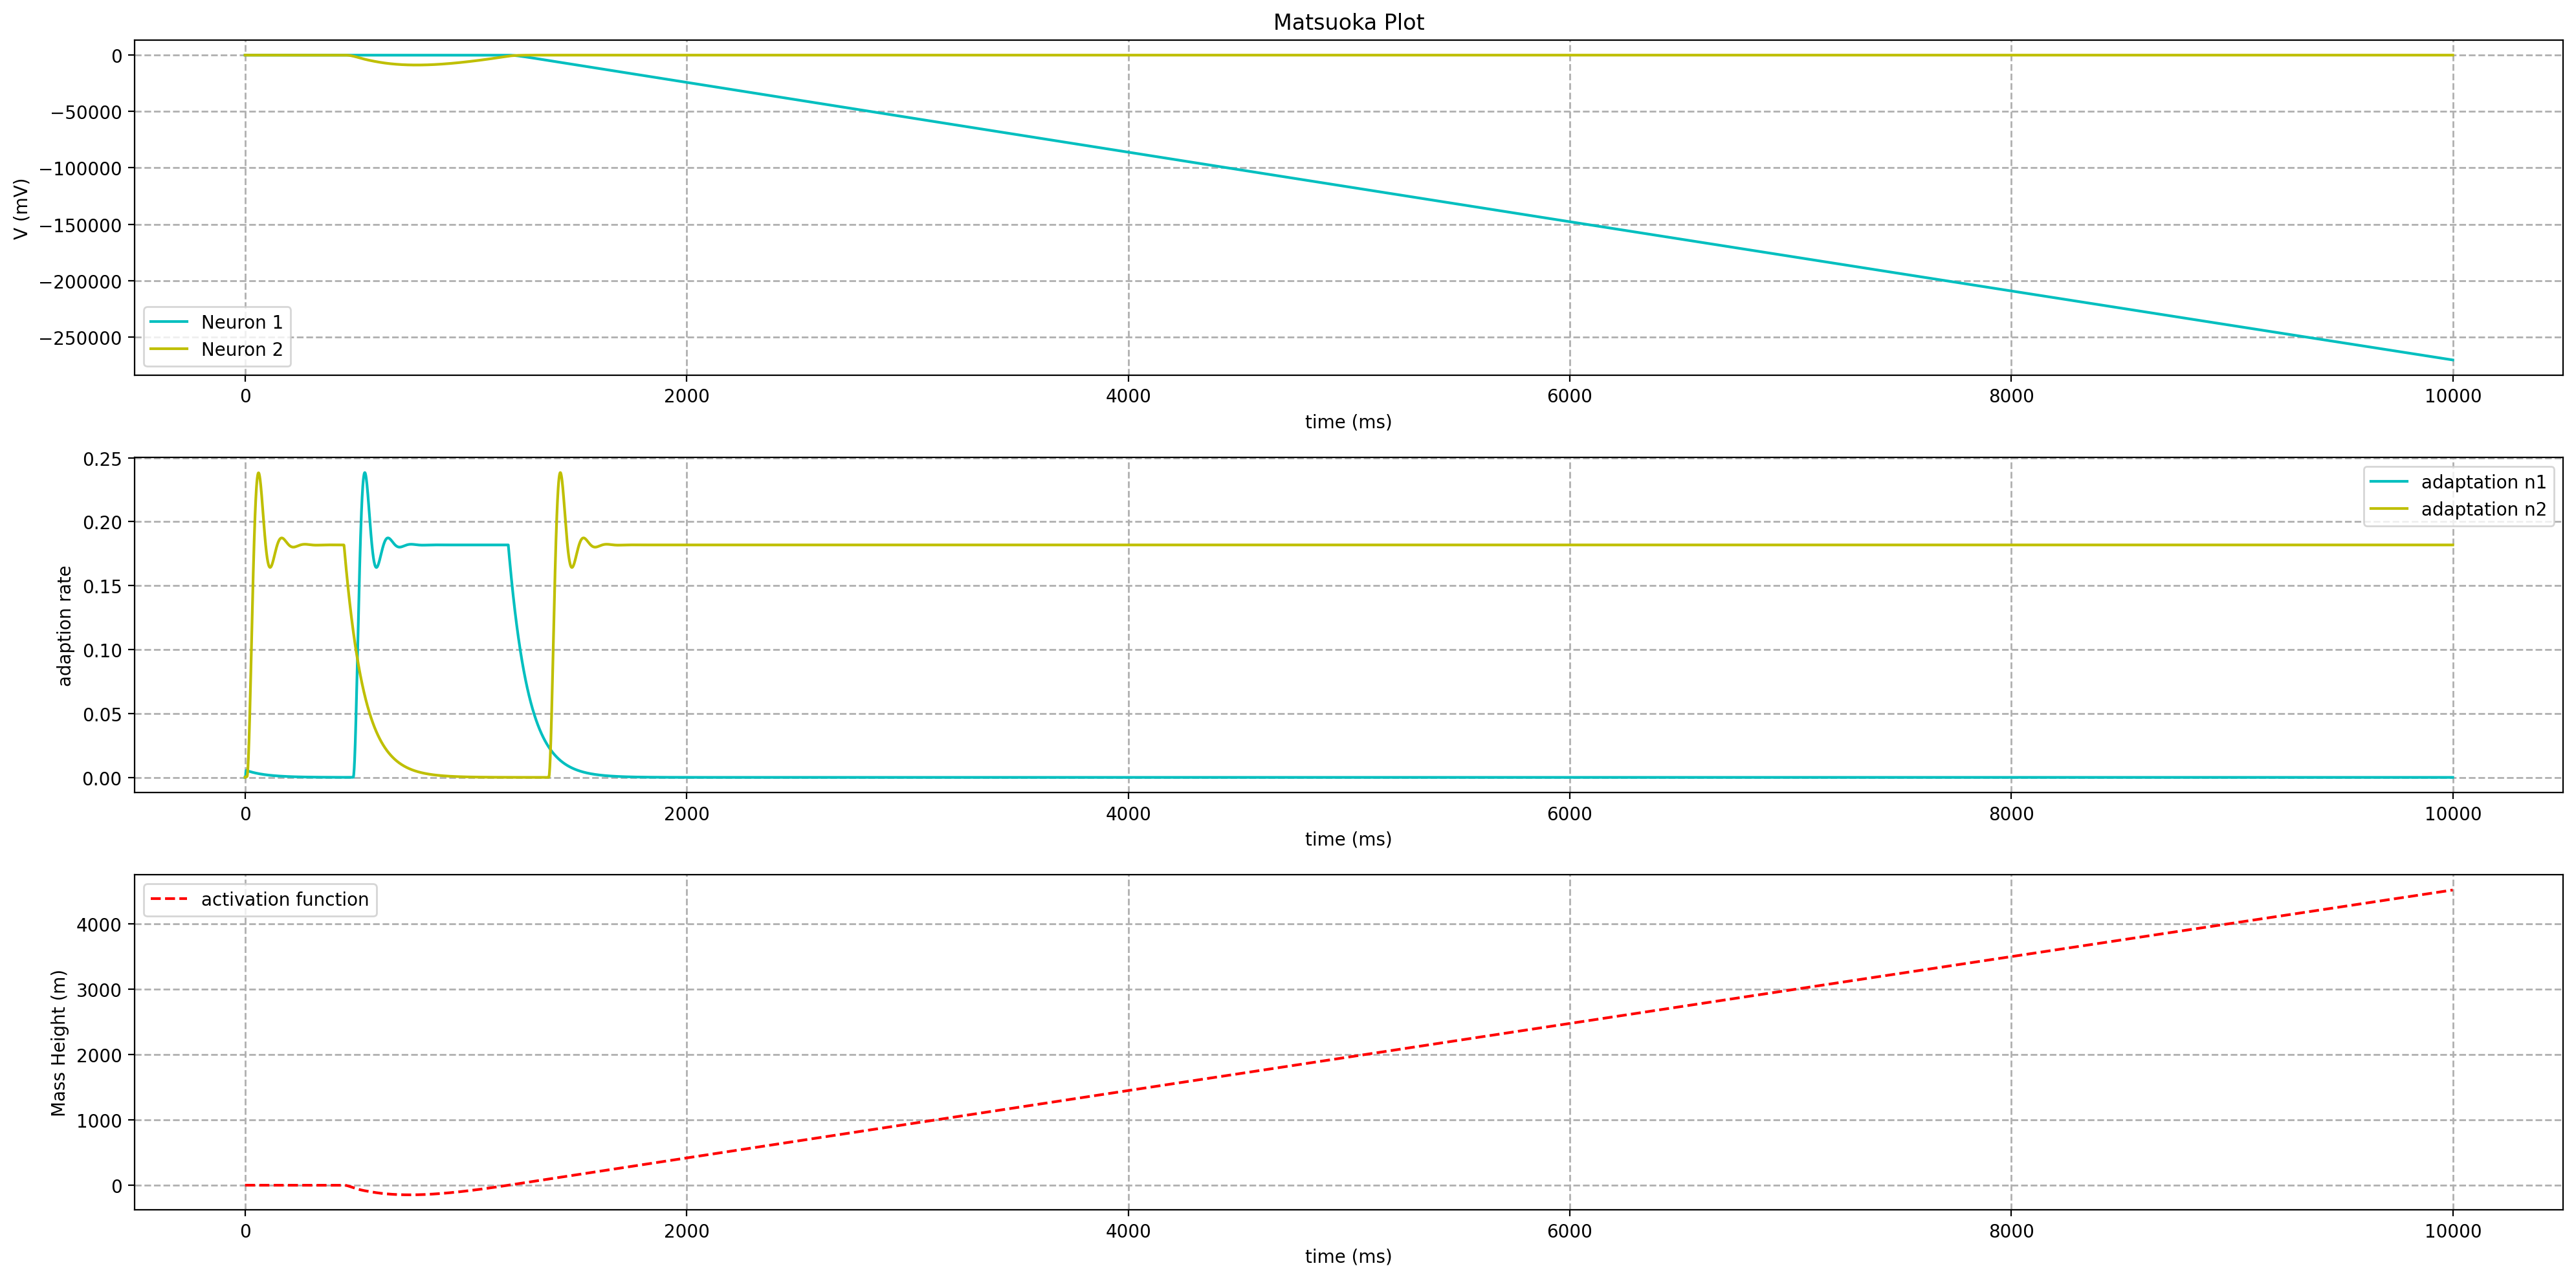 Matsuoka Plot
V (mV)
0
−50000
−100000
−150000
−200000
−250000
Neuron 1
Neuron 2
0 2000 4000 6000 8000 10000
time (ms)
adaption rate
0.25
0.20
0.15
0.10
0.05
0.00
adaptation n1
adaptation n2
0 2000 4000 6000 8000 10000
time (ms)
Mass Height (m)
activation function
4000
3000
2000
1000
0
0 2000 4000 6000 8000 10000
time (ms)